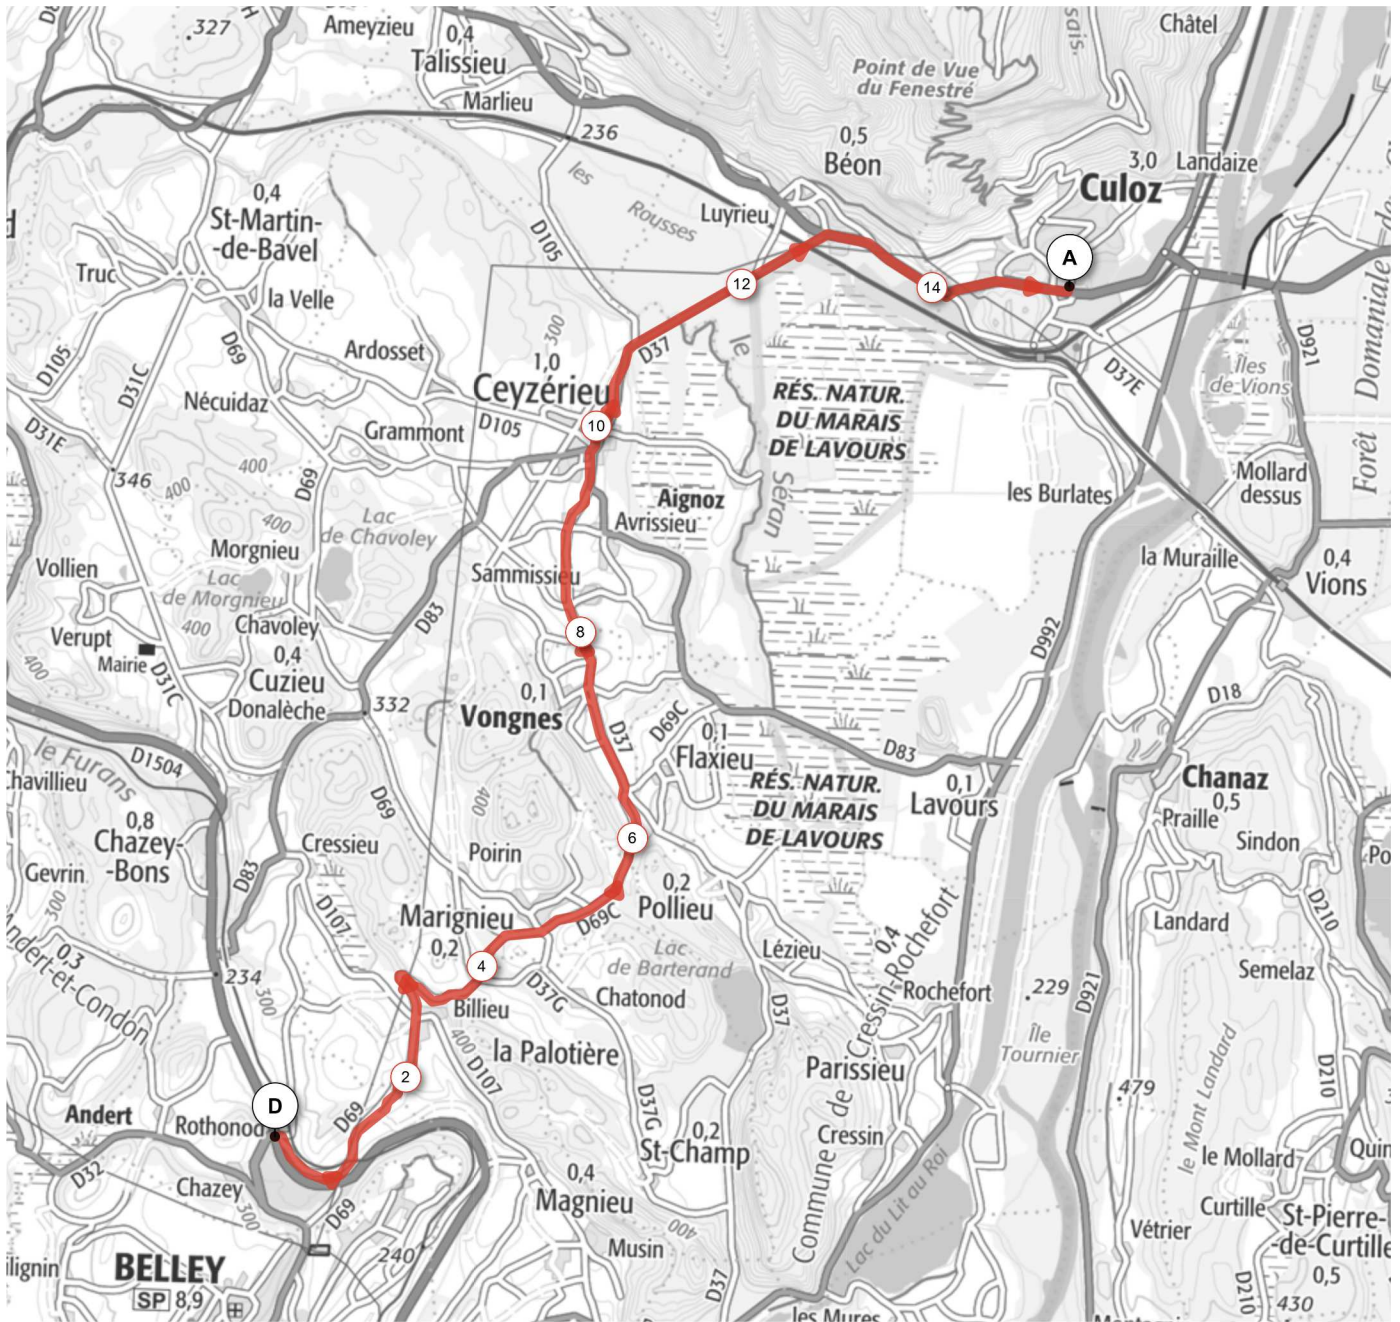 327
Ameyzieu
0,4
Talissieu
Marlieu
236
Point de Vue
du Fenestré
Châtel
0,5
Béon
3,0
Landaize
Culoz
les
Rousses
Luyrieu
0,4
St-Martin-
-de-Bavel
Truc
la Velle
D105
A
12
14
D921
D105
D31C
D69
Ardosset
300
D37
le
1,0
Ceyzérieu
D37E
Îles
de-Vions
Forêt Domaniale
Nécuidaz
D31E
Grammont
D105
10
RÉS. NATUR.
DU MARAIS
DE LAVOURS
346
400
400
D69
400
Lac
de Chavoley
Aignoz
Avrissieu
Séran
les Burlates
Mollard
dessus
Morgnieu
Lac
de Morgnieu
Vollien
Sammissieu
la Muraille
0,4
Vions
Verupt
Mairie
400
400
Chavoley
D83
8
D992
0,4
Cuzieu
Donalèche
D31C
332
0,1
Vongnes
D37
D69C
0,1
Flaxieu
D83
D18
le Furans
D1504
Chavillieu
D69
400
RÉS. NATUR.
DU MARAIS
DE LAVOURS
0,1
Lavours
Chanaz
0,5
Praille
Sindon
0,8
Chazey-
-Bons
Gevrin
300
D83
Cressieu
Poirin
6
0,2
Pollieu
D107
Marignieu
0,2
D69C
Landard
D210
0,3
Andert-et-Condon
234
300
4
Lac
de Barterand
Lézieu
0,4
Commune de Cressin-Rochefort
Rochefort
229
D921
Semelaz
Billieu
D37G
Chatonod
D37
400
la Palotière
Île
Tournier
2
D107
Parissieu
479
le Mont Landard
D210
D
Andert
Rothonod
D69
D37G
0,2
St-Champ
Cressin
D32
Chazey
300
D69
0,4
Magnieu
le Mollard
Curtille
240
400
Musin
Lac du Lit au Roi
Vétrier
St-Pierre-
-de-Curtille
0,5
BELLEY
SP 8,9
D37
les Mures
D210
430